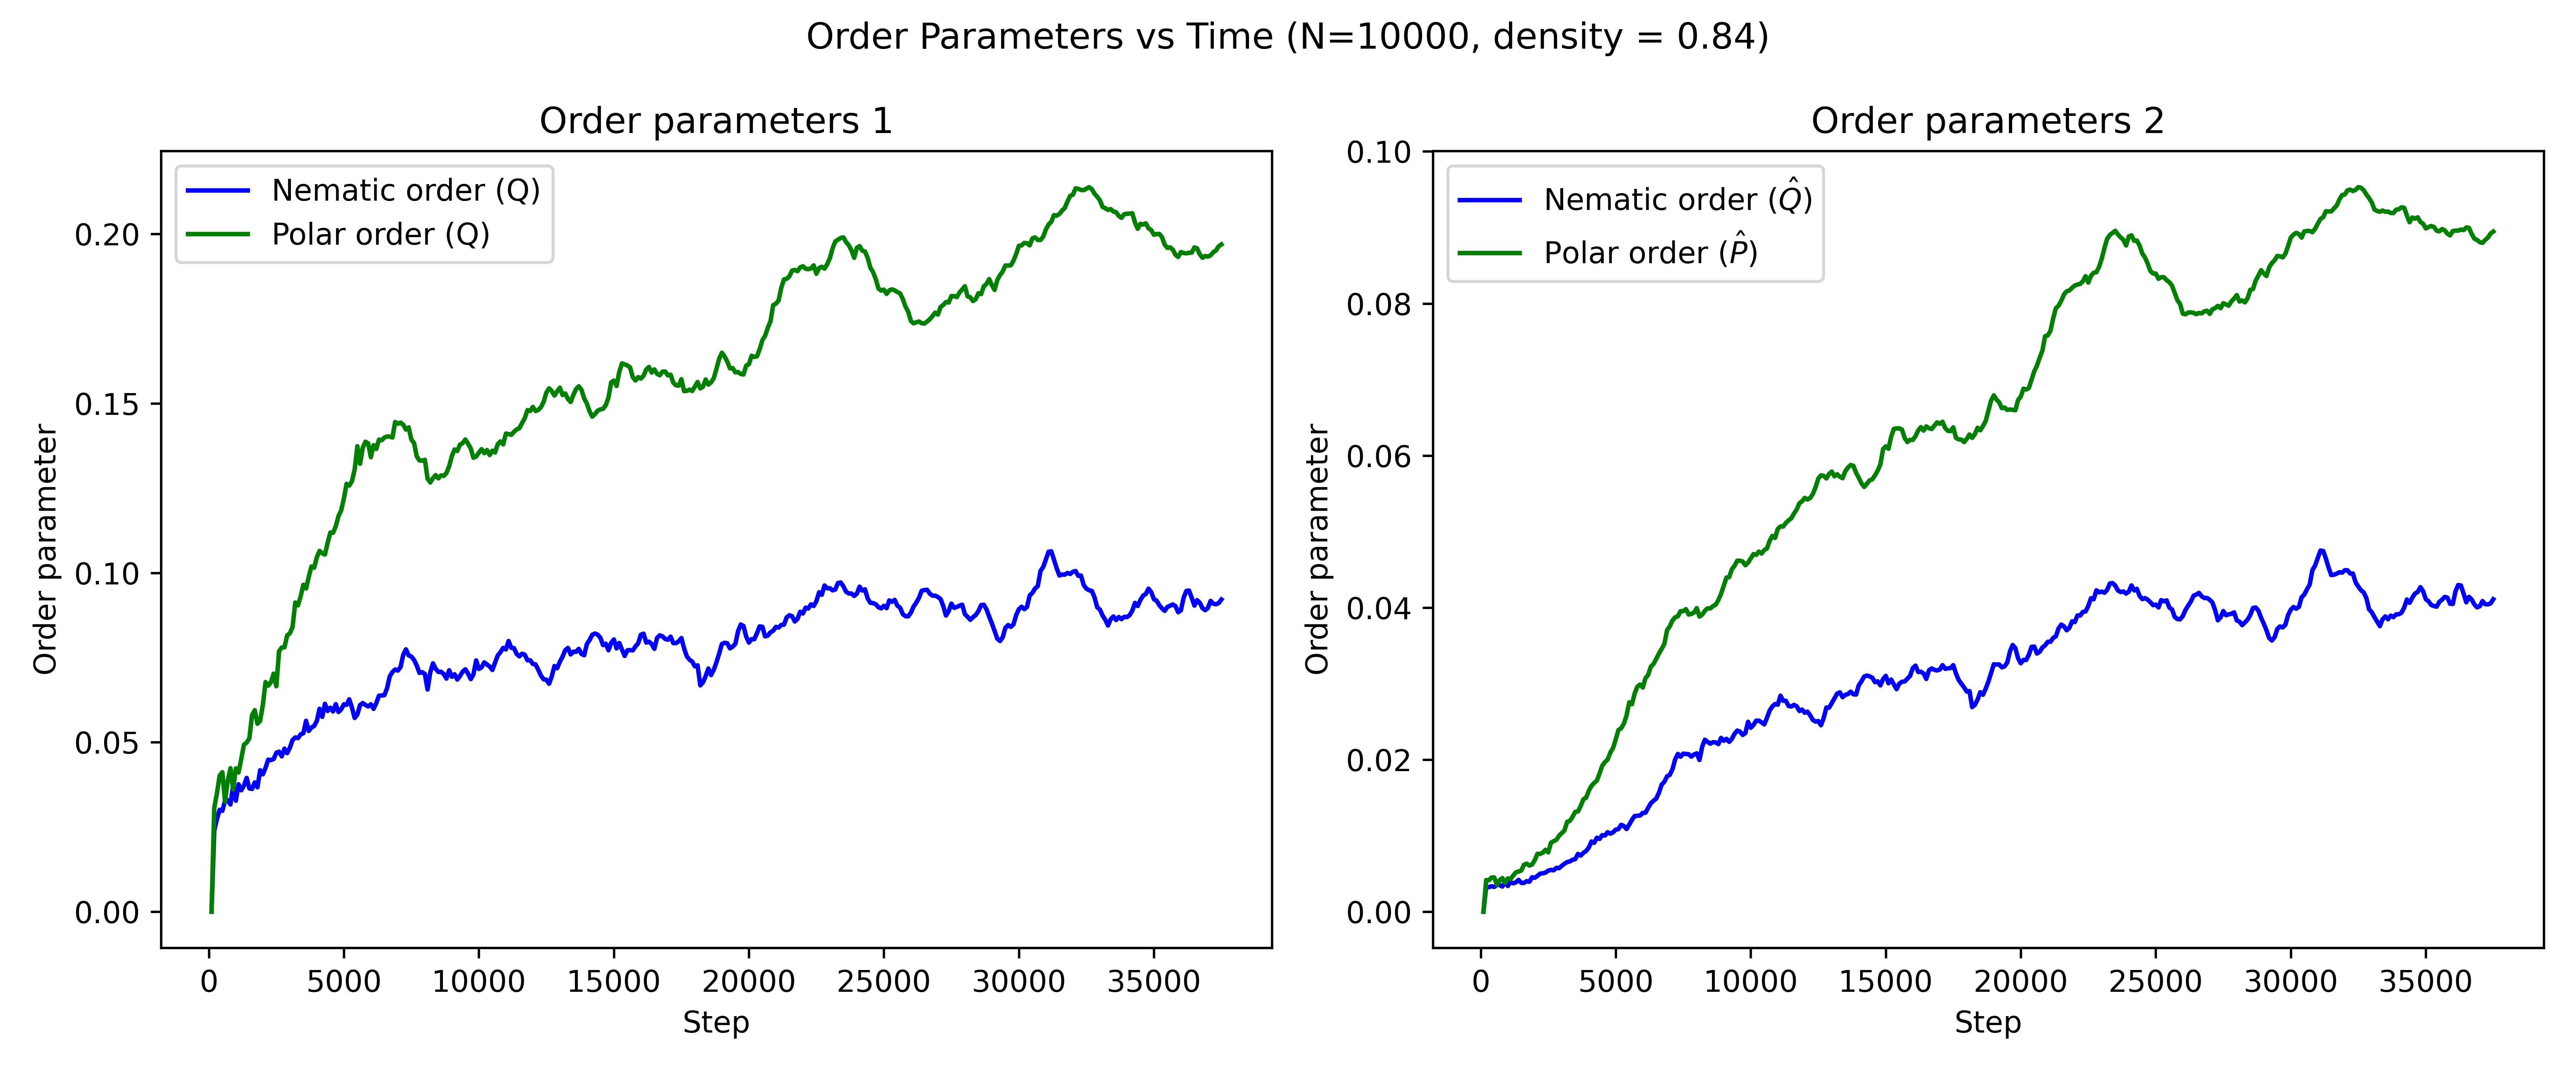 Order Parameters vs Time (N=10000, density = 0.84)
Order parameters 1
Nematic order (Q)
Polar order (Q)
Order parameter
0.20
0.15
0.10
0.05
0.00
0 5000 10000 15000 20000 25000 30000 35000
Step
Order parameters 2
Nematic order (Q̂)
Polar order (P̂)
Order parameter
0.10
0.08
0.06
0.04
0.02
0.00
0 5000 10000 15000 20000 25000 30000 35000
Step